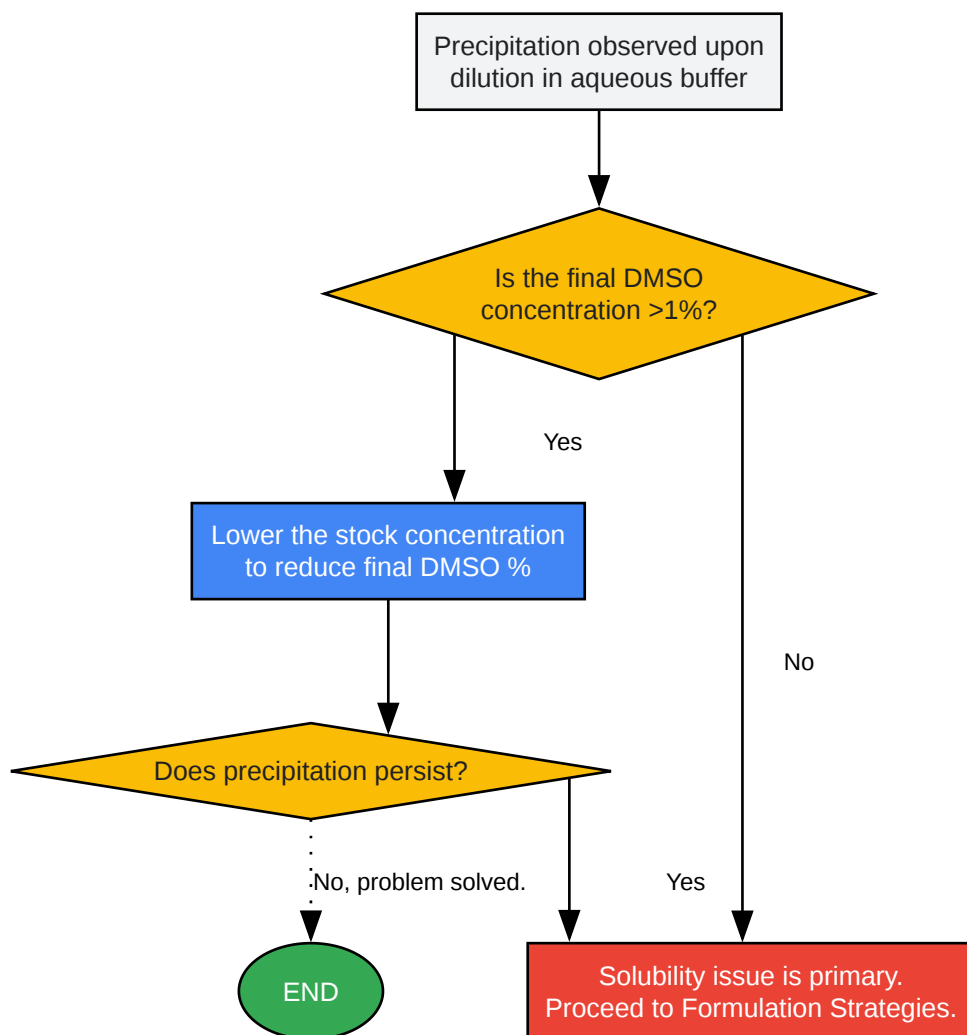 Precipitation observed upon
dilution in aqueous buffer
Is the final DMSO
concentration >1%?
Yes
Lower the stock concentration
to reduce final DMSO %
No
Does precipitation persist?
No, problem solved.
Yes
END
Solubility issue is primary.
Proceed to Formulation Strategies.